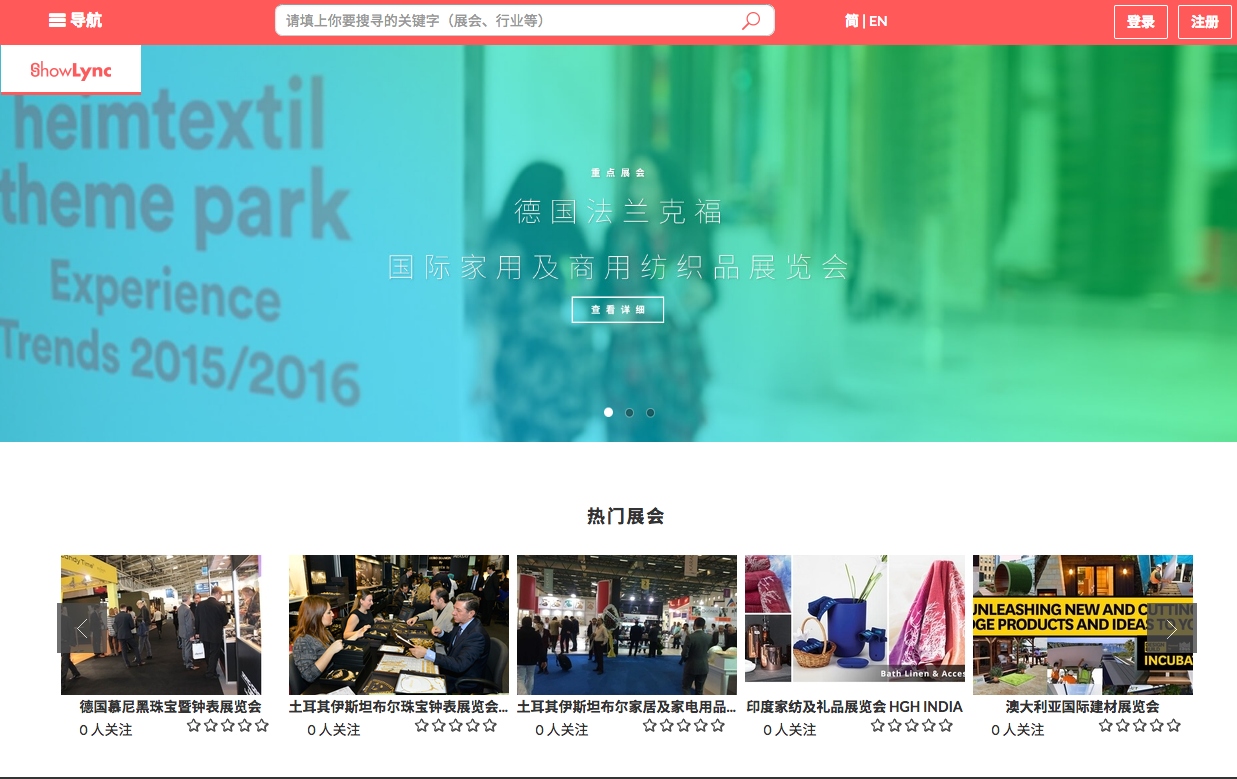 导航
请填上你要搜寻的关键字（展会、行业等）
简 | EN
登录
注册
ShowLync
heimtextil
theme park
Experience
Trends 2015/2016
重点展会
德国法兰克福
国际家用及商用纺织品展览会
查看详细
热门展会
UNLEASHING NEW AND CUTTING
EDGE PRODUCTS AND IDEAS TO YO
INCUBAT
Bath Linen & Acces
德国慕尼黑珠宝暨钟表展览会
0 人关注
土耳其伊斯坦布尔珠宝钟表展览会...
0 人关注
土耳其伊斯坦布尔家居及家电用品...
0 人关注
印度家纺及礼品展览会 HGH INDIA
0 人关注
澳大利亚国际建材展览会
0 人关注